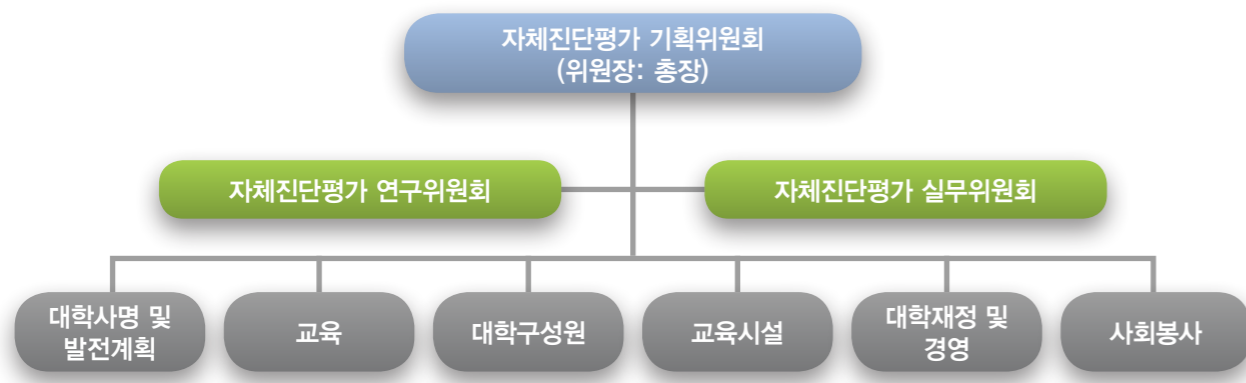 자체진단평가 기획위원회
(위원장: 총장)
자체진단평가 연구위원회
자체진단평가 실무위원회
대학사명 및
발전계획
교육
대학구성원
교육시설
대학재정 및
경영
사회봉사